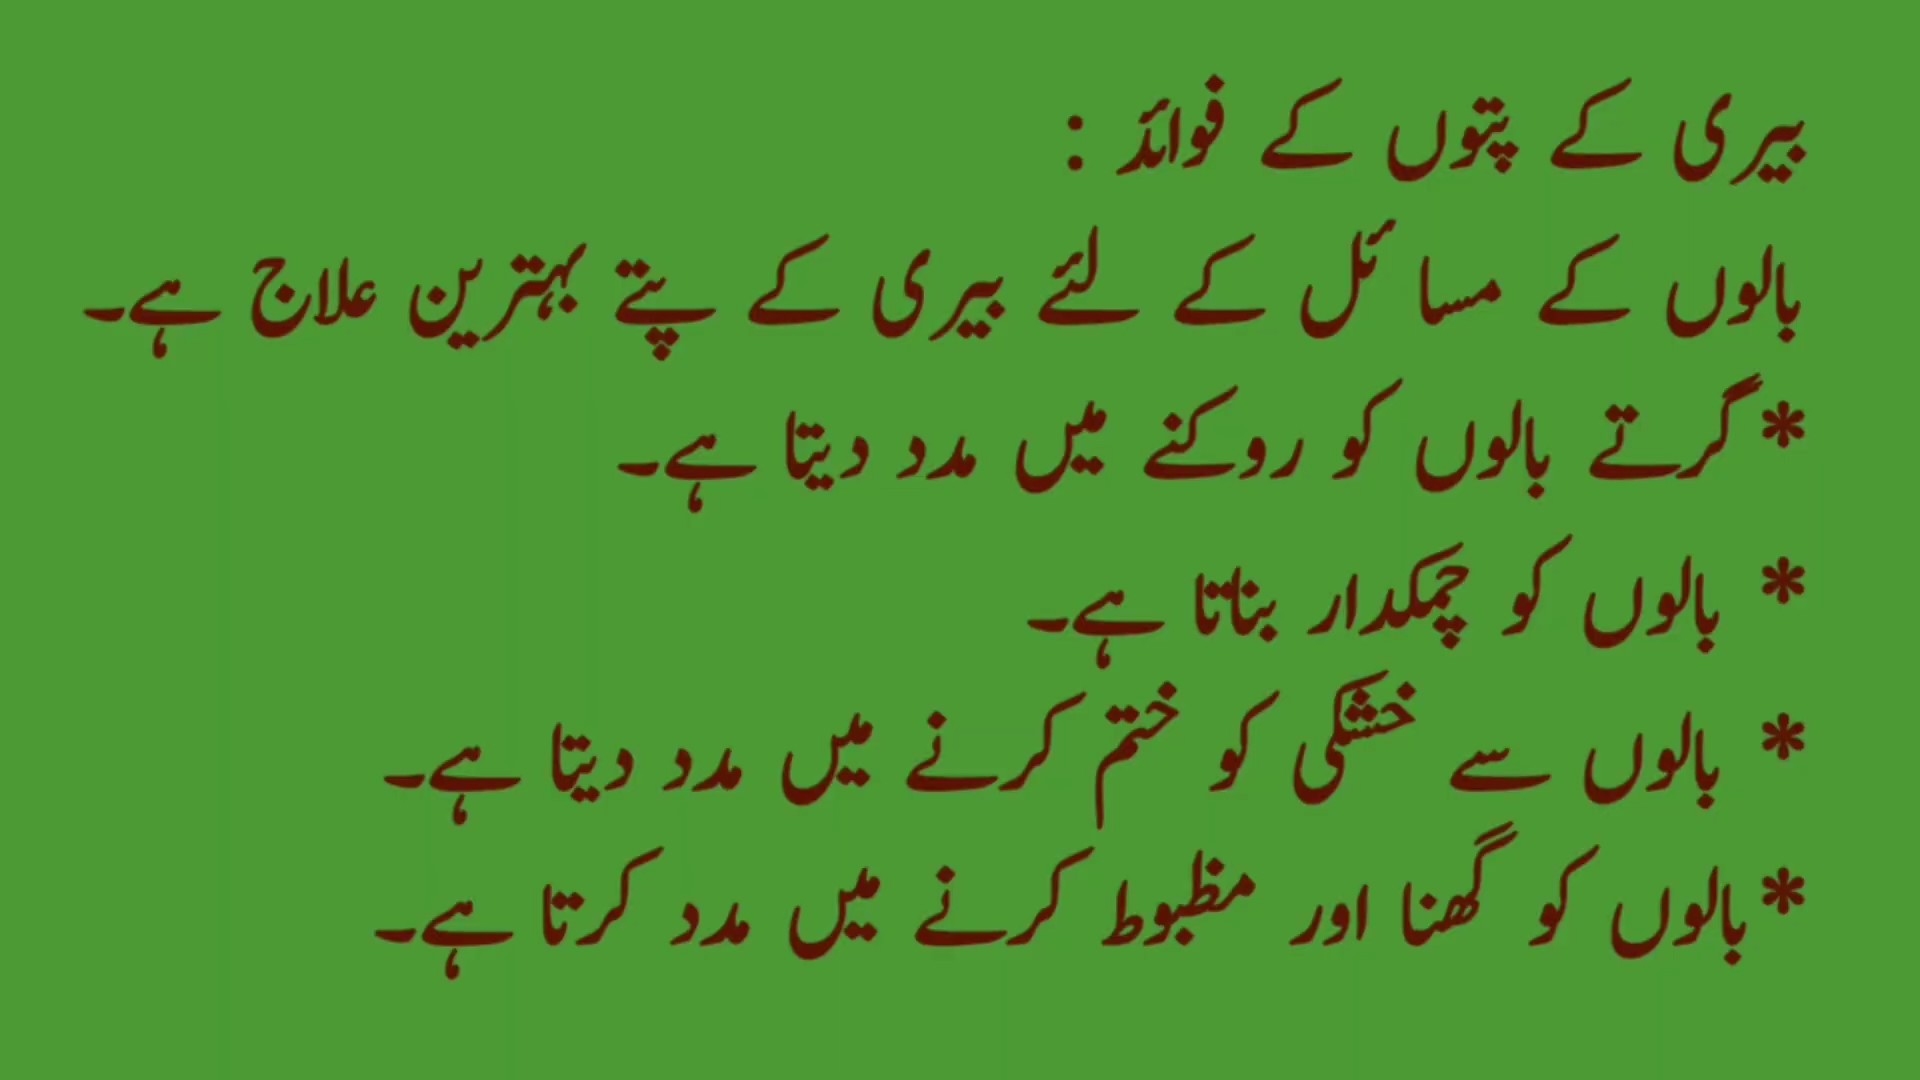 بیری کے پتوں کے فوائد :
بالوں کے مسائل کے لئے بیری کے پتے بہترین علاج ہے۔
*گرتے بالوں کو روکنے میں مدد دیتا ہے۔
* بالوں کو چمکدار بناتا ہے۔
* بالوں سے خشکی کو ختم کرنے میں مدد دیتا ہے۔
*بالوں کو گھنا اور مظبوط کرنے میں مدد کرتا ہے۔